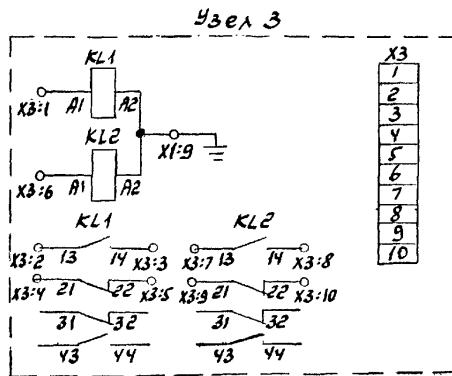 Узел 3
KL1
X3:1 A1 A2
KL2
X1:9
X3:6 A1 A2
X3
1
2
3
4
5
6
7
8
9
10
KL1 KL2
X3:2 13 14 X3:3 X3:7 13 14 X3:8
X3:4 21 22 X3:5 X3:9 21 22 X3:10
31 32 31 32
43 44 43 44